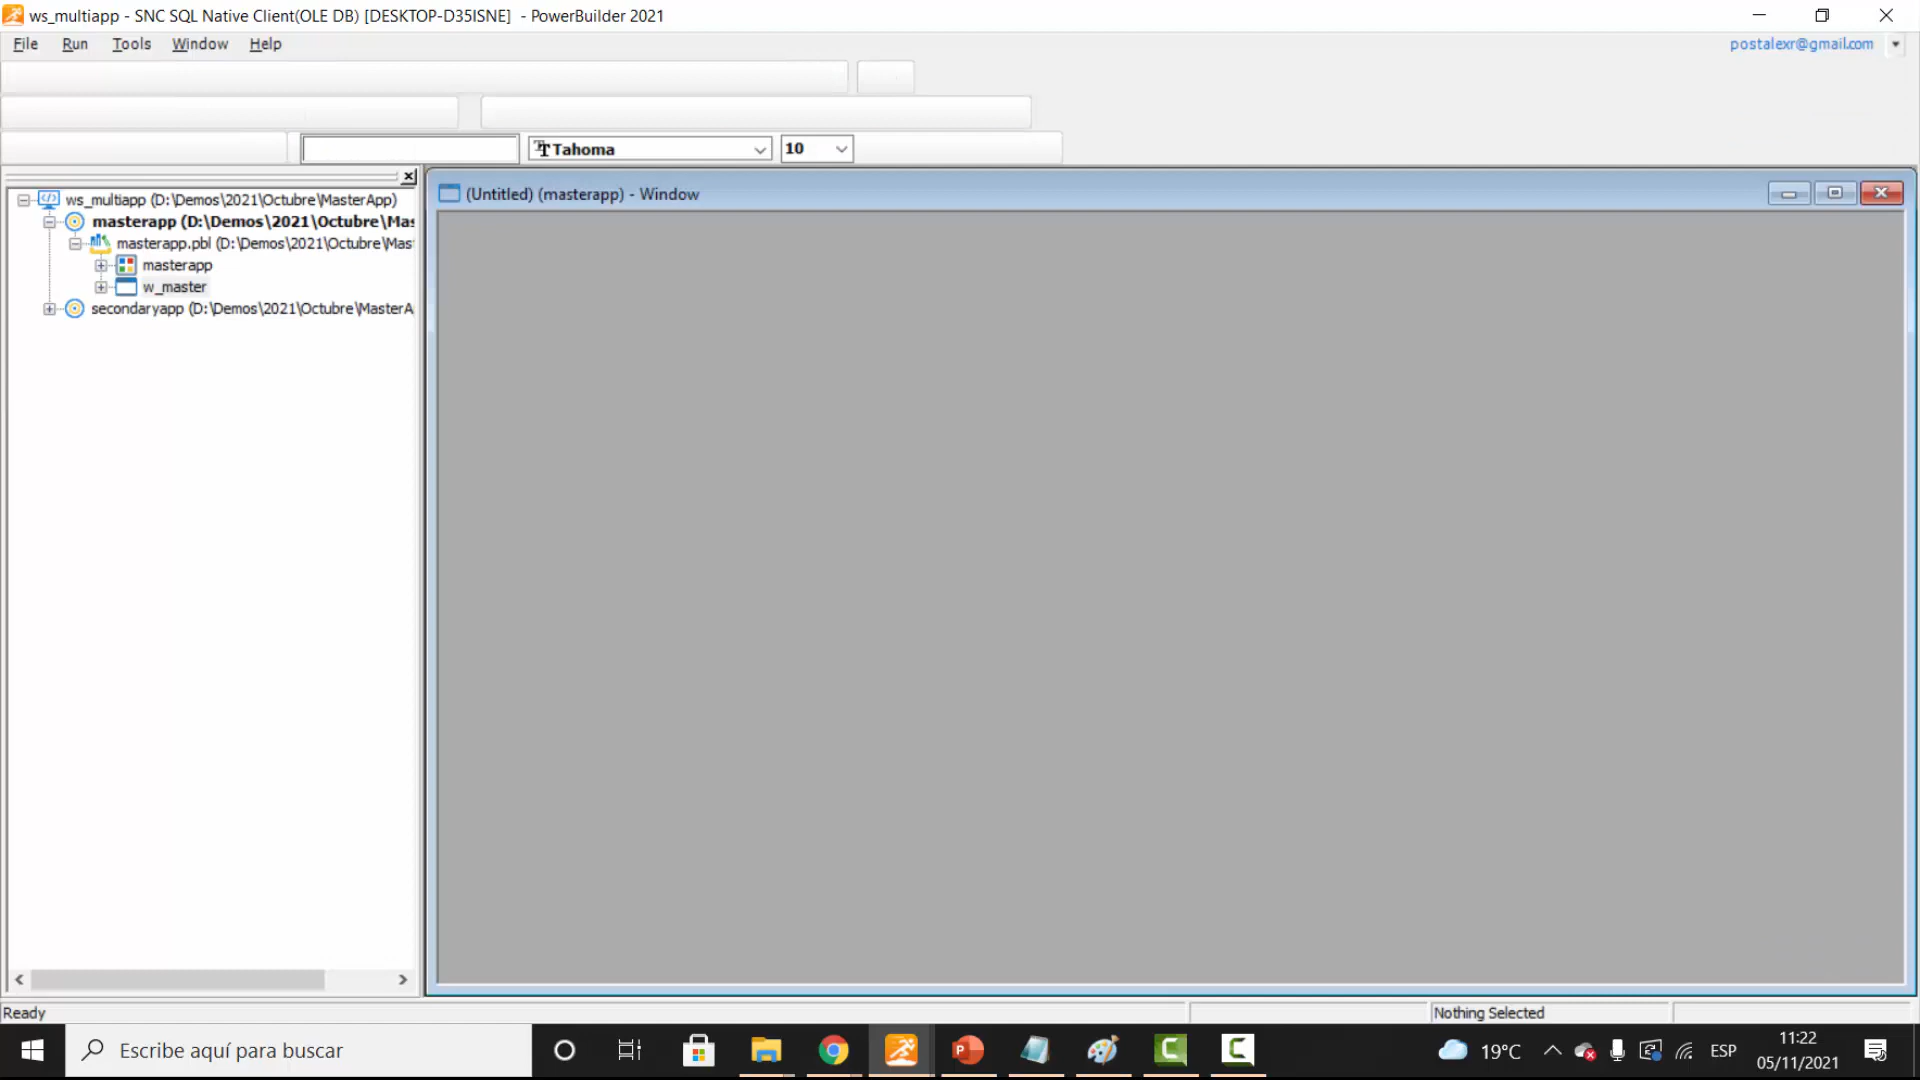 ws_multiapp - SNC SQL Native Client(OLE DB) [DESKTOP-D35ISNE] - PowerBuilder 2021
File Run Tools Window Help
postalexr@gmail.com
Tahoma
10
ws_multiapp (D:\Demos\2021\Octubre\MasterApp)
masterapp (D:\Demos\2021\Octubre\Mas
masterapp.pbl (D:\Demos\2021\Octubre\Mas
masterapp
w_master
secondaryapp (D:\Demos\2021\Octubre\MasterA
(Untitled) (masterapp) - Window
Ready
Nothing Selected
Escribe aquí para buscar
19°C
ESP
11:22
05/11/2021